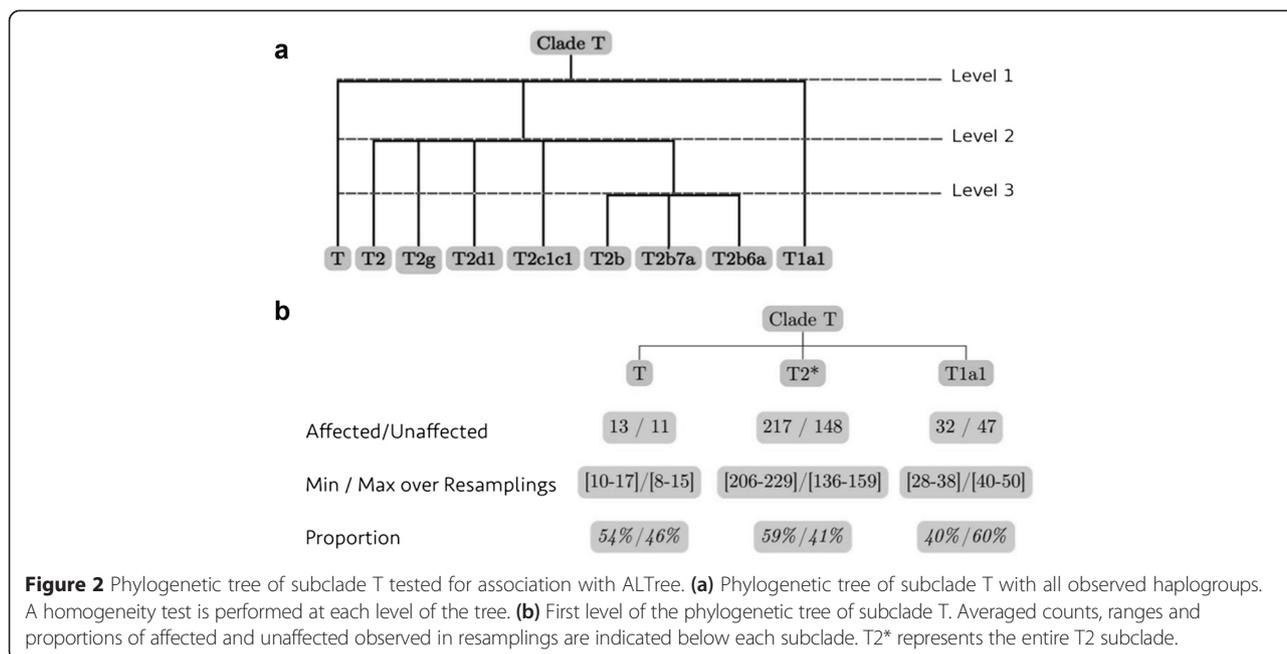 a
Clade T
Level 1
Level 2
Level 3
T T2 T2g T2d1 T2c1c1 T2b T2b7a T2b6a T1a1
b
Clade T
T T2* T1a1
Affected/Unaffected 13 / 11 217 / 148 32 / 47
Min / Max over Resamplings [10-17]/[8-15] [206-229]/[136-159] [28-38]/[40-50]
Proportion 54%/46% 59%/41% 40%/60%
Figure 2 Phylogenetic tree of subclade T tested for association with ALTree. (a) Phylogenetic tree of subclade T with all observed haplogroups.
A homogeneity test is performed at each level of the tree. (b) First level of the phylogenetic tree of subclade T. Averaged counts, ranges and
proportions of affected and unaffected observed in resamplings are indicated below each subclade. T2* represents the entire T2 subclade.